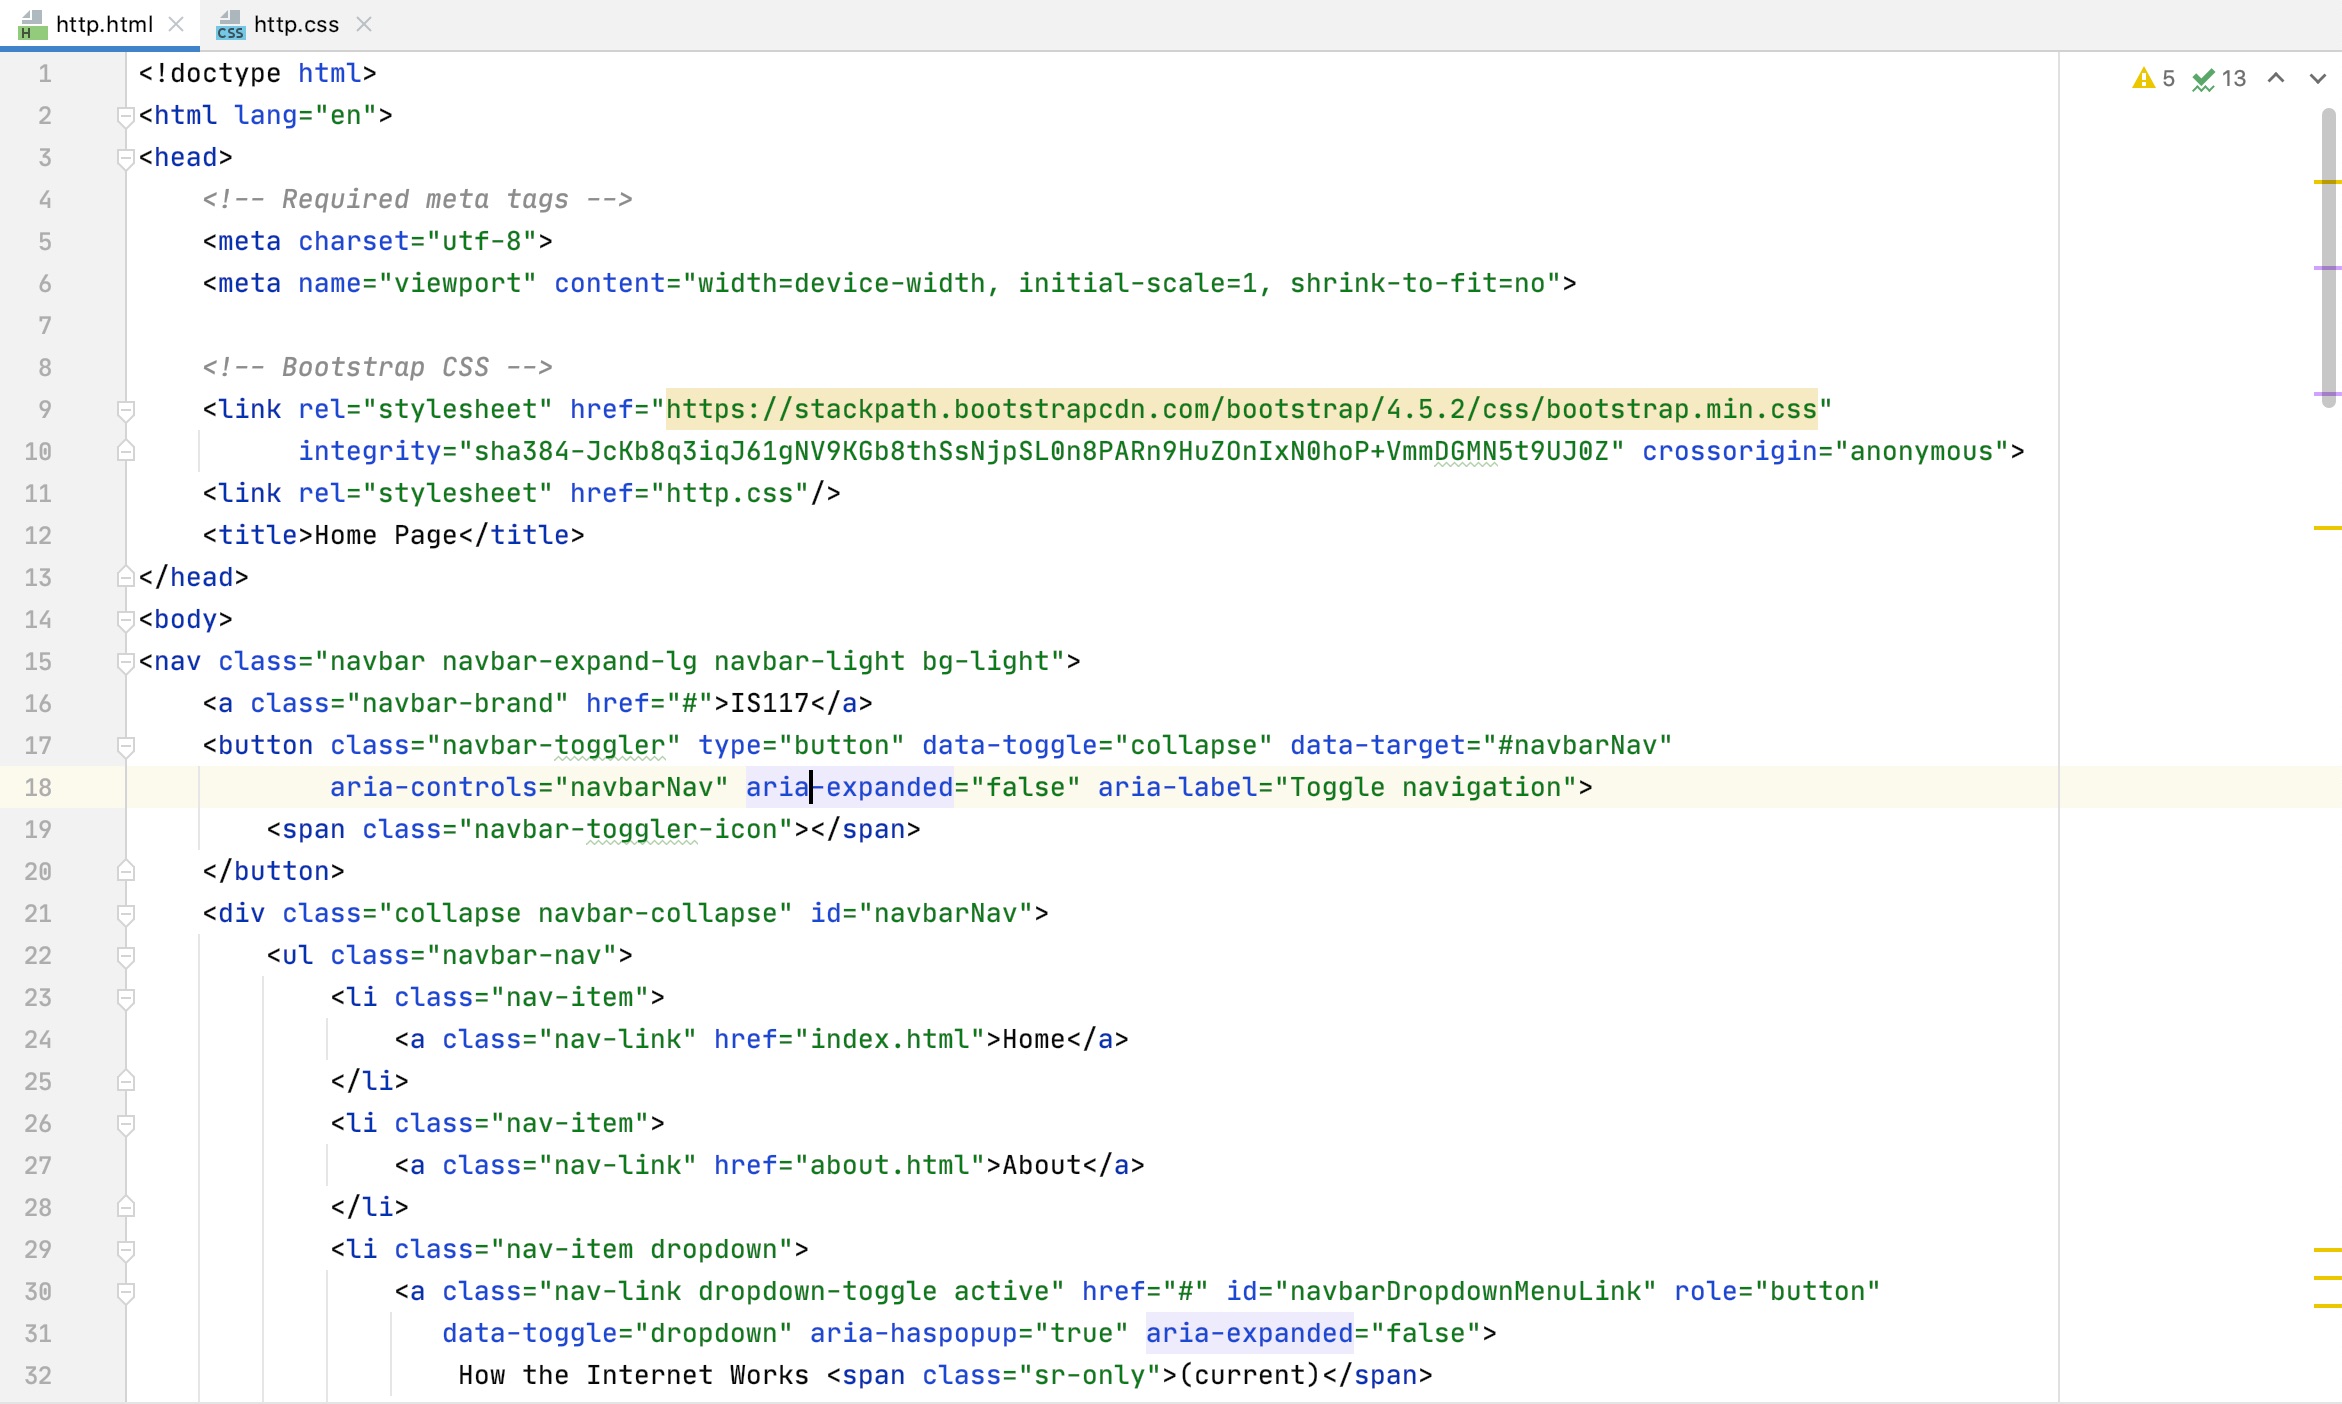 http.html
http.css
5 13
1 <!doctype html>
2 <html lang="en">
3 <head>
4 <!-- Required meta tags -->
5 <meta charset="utf-8">
6 <meta name="viewport" content="width=device-width, initial-scale=1, shrink-to-fit=no">
7
8 <!-- Bootstrap CSS -->
9 <link rel="stylesheet" href="https://stackpath.bootstrapcdn.com/bootstrap/4.5.2/css/bootstrap.min.css"
10 integrity="sha384-JcKb8q3iqJ61gNV9KGb8thSsNjpSL0n8PARn9HuZOnIxN0hoP+VmmDGMN5t9UJ0Z" crossorigin="anonymous">
11 <link rel="stylesheet" href="http.css"/>
12 <title>Home Page</title>
13 </head>
14 <body>
15 <nav class="navbar navbar-expand-lg navbar-light bg-light">
16 <a class="navbar-brand" href="#">IS117</a>
17 <button class="navbar-toggler" type="button" data-toggle="collapse" data-target="#navbarNav"
18 aria-controls="navbarNav" aria-expanded="false" aria-label="Toggle navigation">
19 <span class="navbar-toggler-icon"></span>
20 </button>
21 <div class="collapse navbar-collapse" id="navbarNav">
22 <ul class="navbar-nav">
23 <li class="nav-item">
24 <a class="nav-link" href="index.html">Home</a>
25 </li>
26 <li class="nav-item">
27 <a class="nav-link" href="about.html">About</a>
28 </li>
29 <li class="nav-item dropdown">
30 <a class="nav-link dropdown-toggle active" href="#" id="navbarDropdownMenuLink" role="button"
31 data-toggle="dropdown" aria-haspopup="true" aria-expanded="false">
32 How the Internet Works <span class="sr-only">(current)</span>